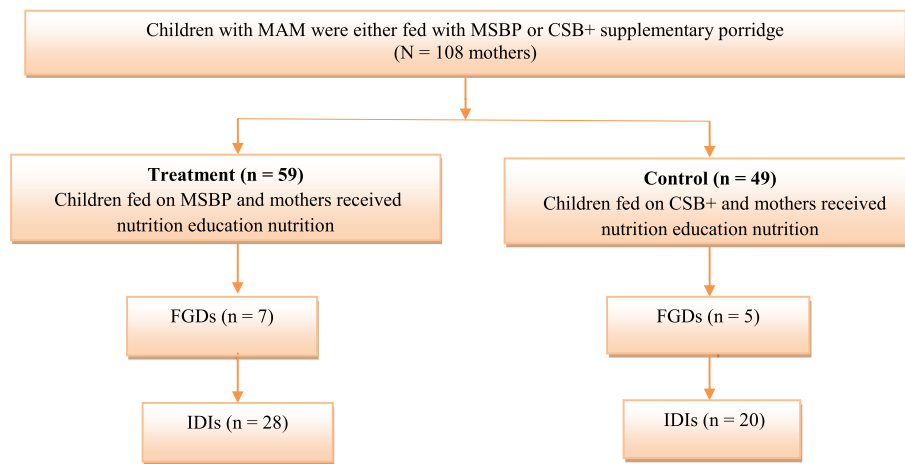 Children with MAM were either fed with MSBP or CSB+ supplementary porridge
(N = 108 mothers)
Treatment (n = 59)
Children fed on MSBP and mothers received
nutrition education nutrition
Control (n = 49)
Children fed on CSB+ and mothers received
nutrition education nutrition
FGDs (n = 7)
FGDs (n = 5)
IDIs (n = 28)
IDIs (n = 20)